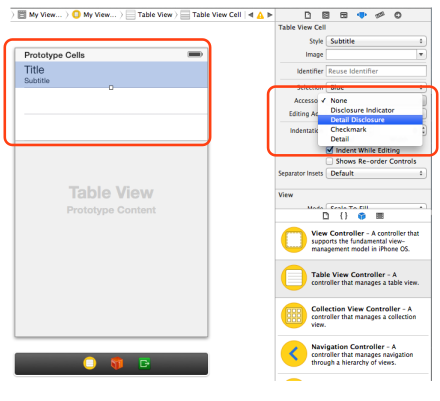 My View... 〉 My View... 〉 Table View 〉 Table View Cell
Prototype Cells
Title
Subtitle
Table View
Prototype Content
Table View Cell
Style Subtitle
Image
Identifier Reuse Identifier
Selection Blue
Accesso ✓ None
Disclosure Indicator
Editing Ac Detail Disclosure
Checkmark
Indentatio Detail
Indent While Editing
Shows Re-order Controls
Separator Insets Default
View
Mode Scale To Fill
{ }
View Controller – A controller that
supports the fundamental view-
management model in iPhone OS.
Table View Controller – A
controller that manages a table view.
Collection View Controller – A
controller that manages a collection
view.
Navigation Controller – A
controller that manages navigation
through a hierarchy of views.